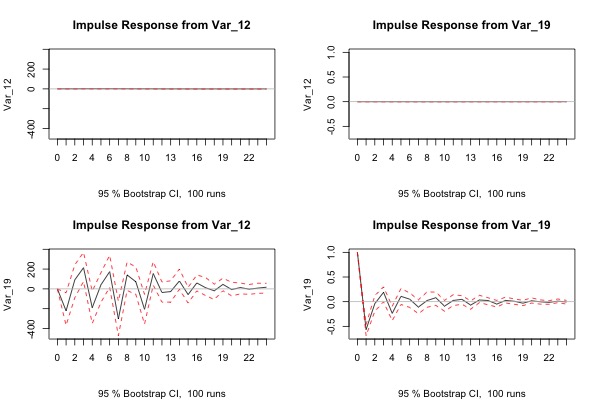 Impulse Response from Var_12
Var_12
200
0
-400
0 2 4 6 8 10 13 16 19 22
95 % Bootstrap CI, 100 runs
Impulse Response from Var_19
Var_12
1.0
0.5
0.0
-0.5
0 2 4 6 8 10 13 16 19 22
95 % Bootstrap CI, 100 runs
Impulse Response from Var_12
Var_19
200
0
-400
0 2 4 6 8 10 13 16 19 22
95 % Bootstrap CI, 100 runs
Impulse Response from Var_19
Var_19
1.0
0.5
0.0
-0.5
0 2 4 6 8 10 13 16 19 22
95 % Bootstrap CI, 100 runs